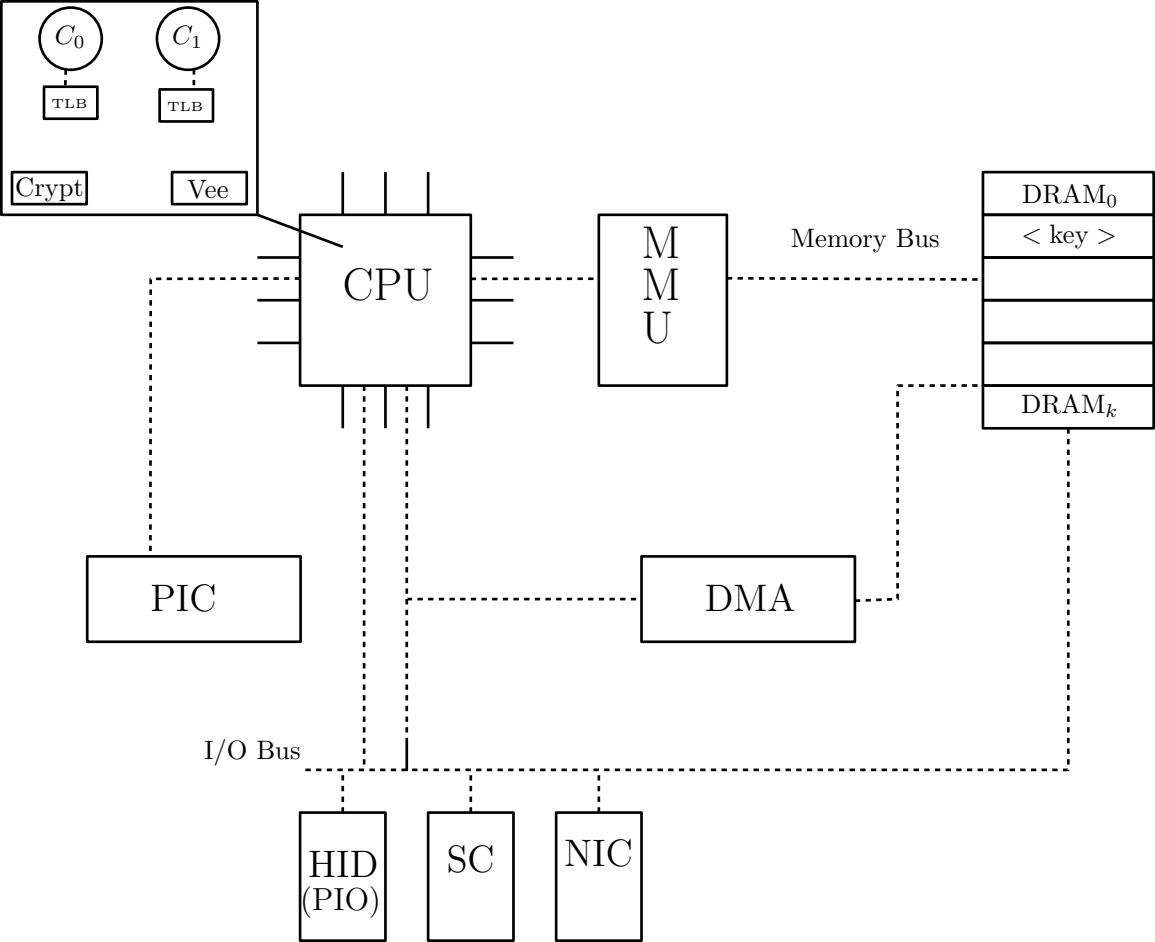 C₀
C₁
TLB
TLB
Crypt
Vee
CPU
M
M
U
Memory Bus
DRAM₀
< key >
DRAMₖ
PIC
DMA
I/O Bus
HID
(PIO)
SC
NIC